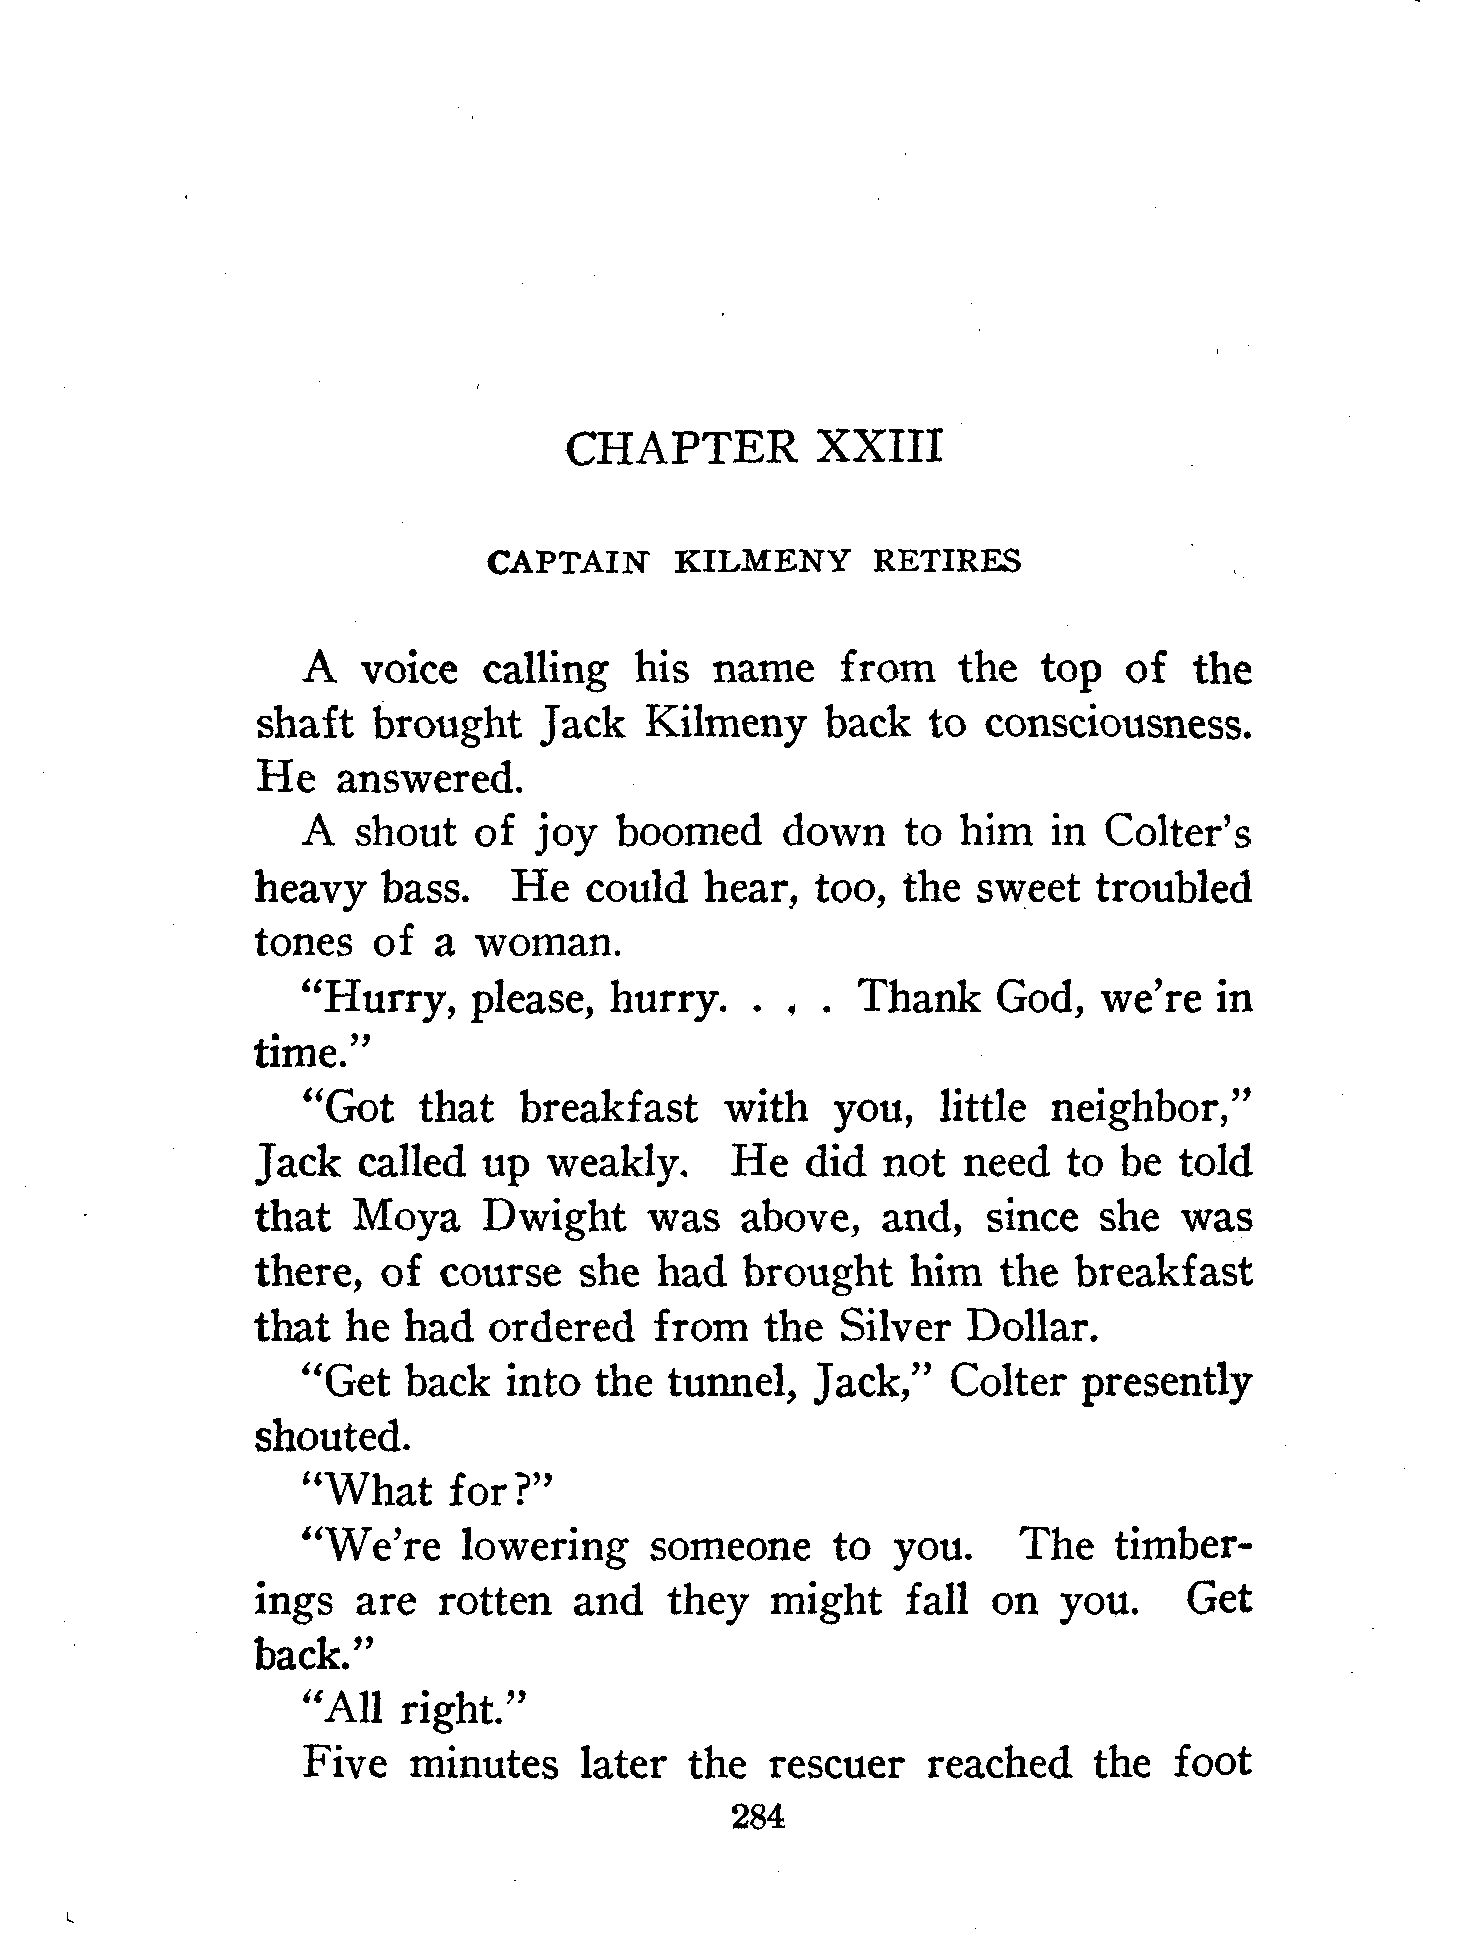 CHAPTER XXIII
CAPTAIN KILMENY RETIRES
A voice calling his name from the top of the
shaft brought Jack Kilmeny back to consciousness.
He answered.
A shout of joy boomed down to him in Colter's
heavy bass. He could hear, too, the sweet troubled
tones of a woman.
“Hurry, please, hurry. . . . Thank God, we're in
time.”
“Got that breakfast with you, little neighbor,”
Jack called up weakly. He did not need to be told
that Moya Dwight was above, and, since she was
there, of course she had brought him the breakfast
that he had ordered from the Silver Dollar.
“Get back into the tunnel, Jack,” Colter presently
shouted.
“What for?”
“We're lowering someone to you. The timber-
ings are rotten and they might fall on you. Get
back.”
“All right.”
Five minutes later the rescuer reached the foot
284